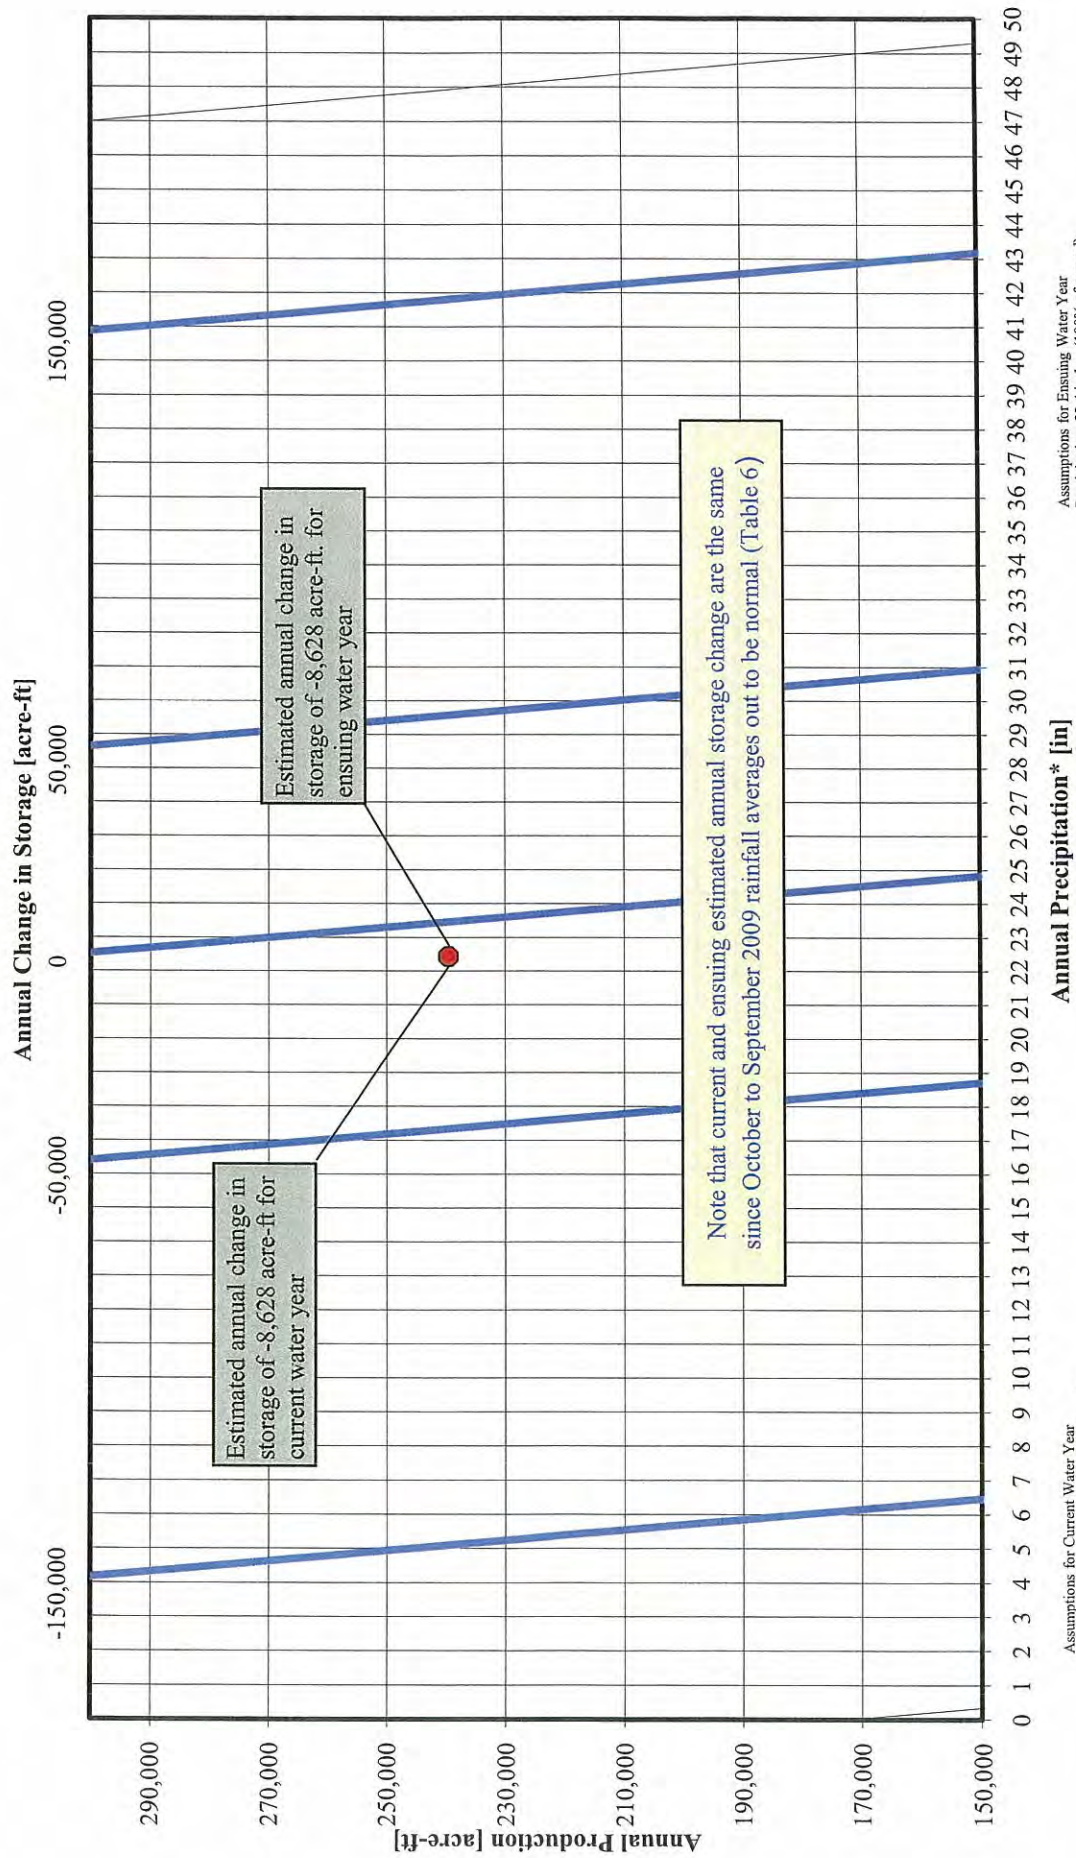 Annual Change in Storage [acre-ft]
-150,000
-50,000
0
50,000
150,000
Annual Production [acre-ft]
290,000
270,000
250,000
230,000
210,000
190,000
170,000
150,000
Estimated annual change in
storage of -8,628 acre-ft for
current water year
Estimated annual change in
storage of -8,628 acre-ft. for
ensuing water year
Note that current and ensuing estimated annual storage change are the same
since October to September 2009 rainfall averages out to be normal (Table 6)
0 1 2 3 4 5 6 7 8 9 10 11 12 13 14 15 16 17 18 19 20 21 22 23 24 25 26 27 28 29 30 31 32 33 34 35 36 37 38 39 40 41 42 43 44 45 46 47 48 49 50
Annual Precipitation* [in]
Assumptions for Current Water Year
Assumptions for Ensuing Water Year